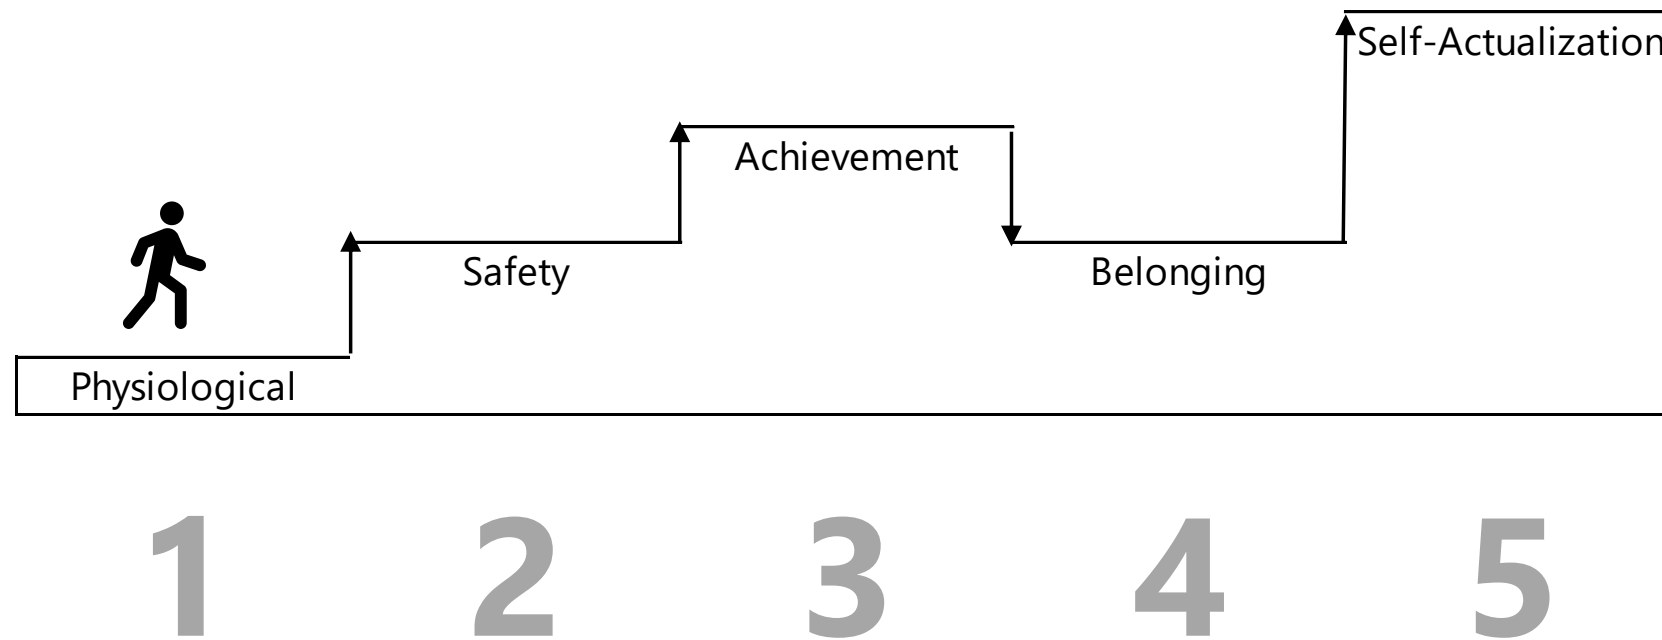 Self-Actualization
Achievement
Safety
Belonging
Physiological
1 2 3 4 5